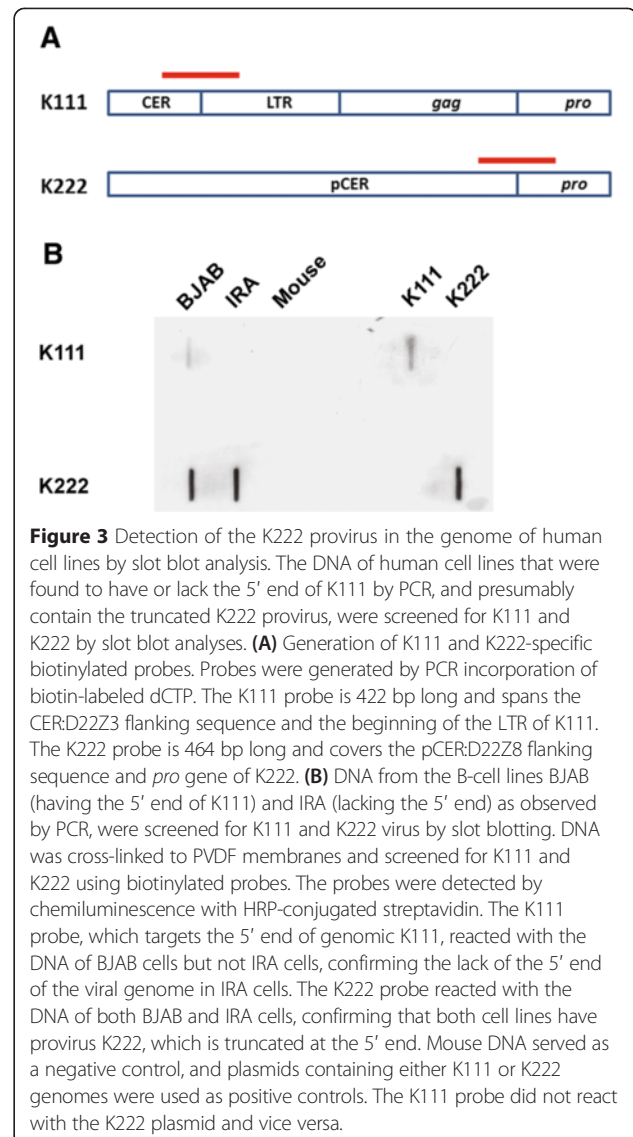 A
K111 CER LTR gag pro
K222 pCER pro
B
BJAB IRA Mouse K111 K222
K111
K222
Figure 3 Detection of the K222 provirus in the genome of human
cell lines by slot blot analysis. The DNA of human cell lines that were
found to have or lack the 5′ end of K111 by PCR, and presumably
contain the truncated K222 provirus, were screened for K111 and
K222 by slot blot analyses. (A) Generation of K111 and K222-specific
biotinylated probes. Probes were generated by PCR incorporation of
biotin-labeled dCTP. The K111 probe is 422 bp long and spans the
CER:D22Z3 flanking sequence and the beginning of the LTR of K111.
The K222 probe is 464 bp long and covers the pCER:D22Z8 flanking
sequence and pro gene of K222. (B) DNA from the B-cell lines BJAB
(having the 5′ end of K111) and IRA (lacking the 5′ end) as observed
by PCR, were screened for K111 and K222 virus by slot blotting. DNA
was cross-linked to PVDF membranes and screened for K111 and
K222 using biotinylated probes. The probes were detected by
chemiluminescence with HRP-conjugated streptavidin. The K111
probe, which targets the 5′ end of genomic K111, reacted with the
DNA of BJAB cells but not IRA cells, confirming the lack of the 5′ end
of the viral genome in IRA cells. The K222 probe reacted with the
DNA of both BJAB and IRA cells, confirming that both cell lines have
provirus K222, which is truncated at the 5′ end. Mouse DNA served as
a negative control, and plasmids containing either K111 or K222
genomes were used as positive controls. The K111 probe did not react
with the K222 plasmid and vice versa.